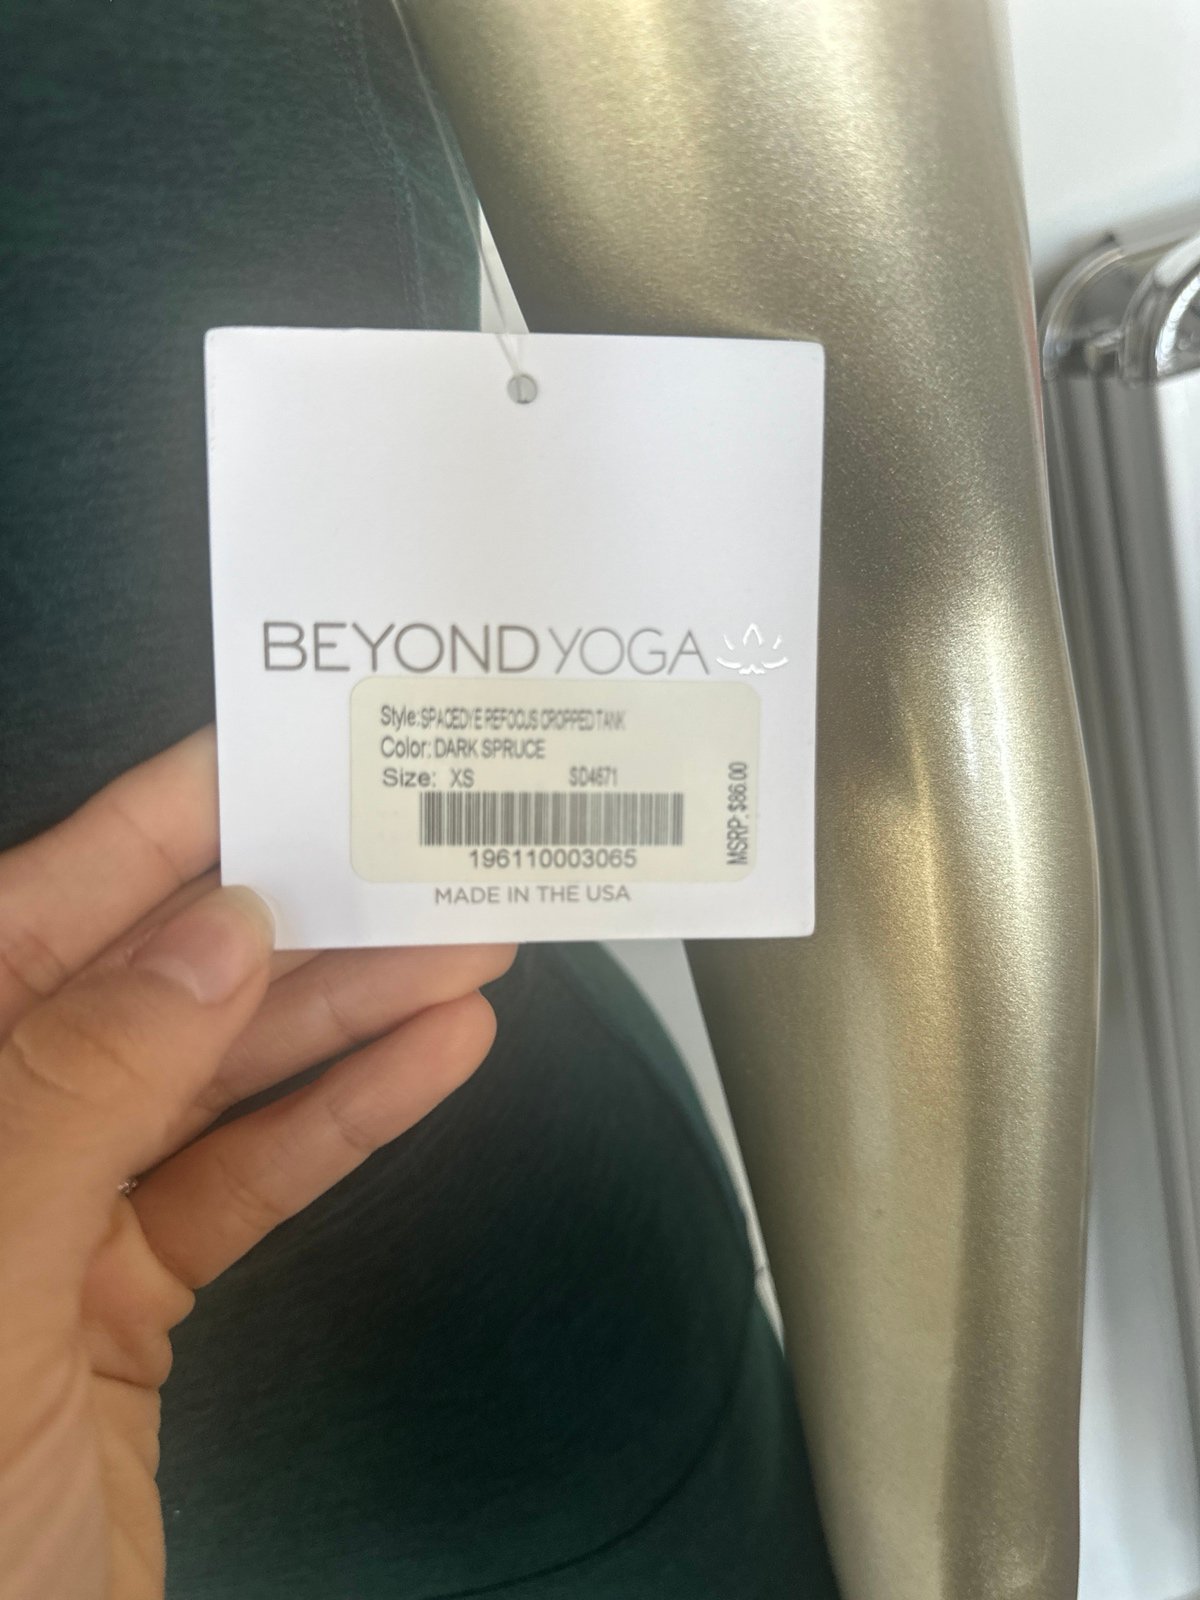 BEYOND YOGA
Style: SPACEDYE REFOCUS CROPPED TANK
Color: DARK SPRUCE
Size: XS SD4671
MSRP: $86.00
196110003065
MADE IN THE USA